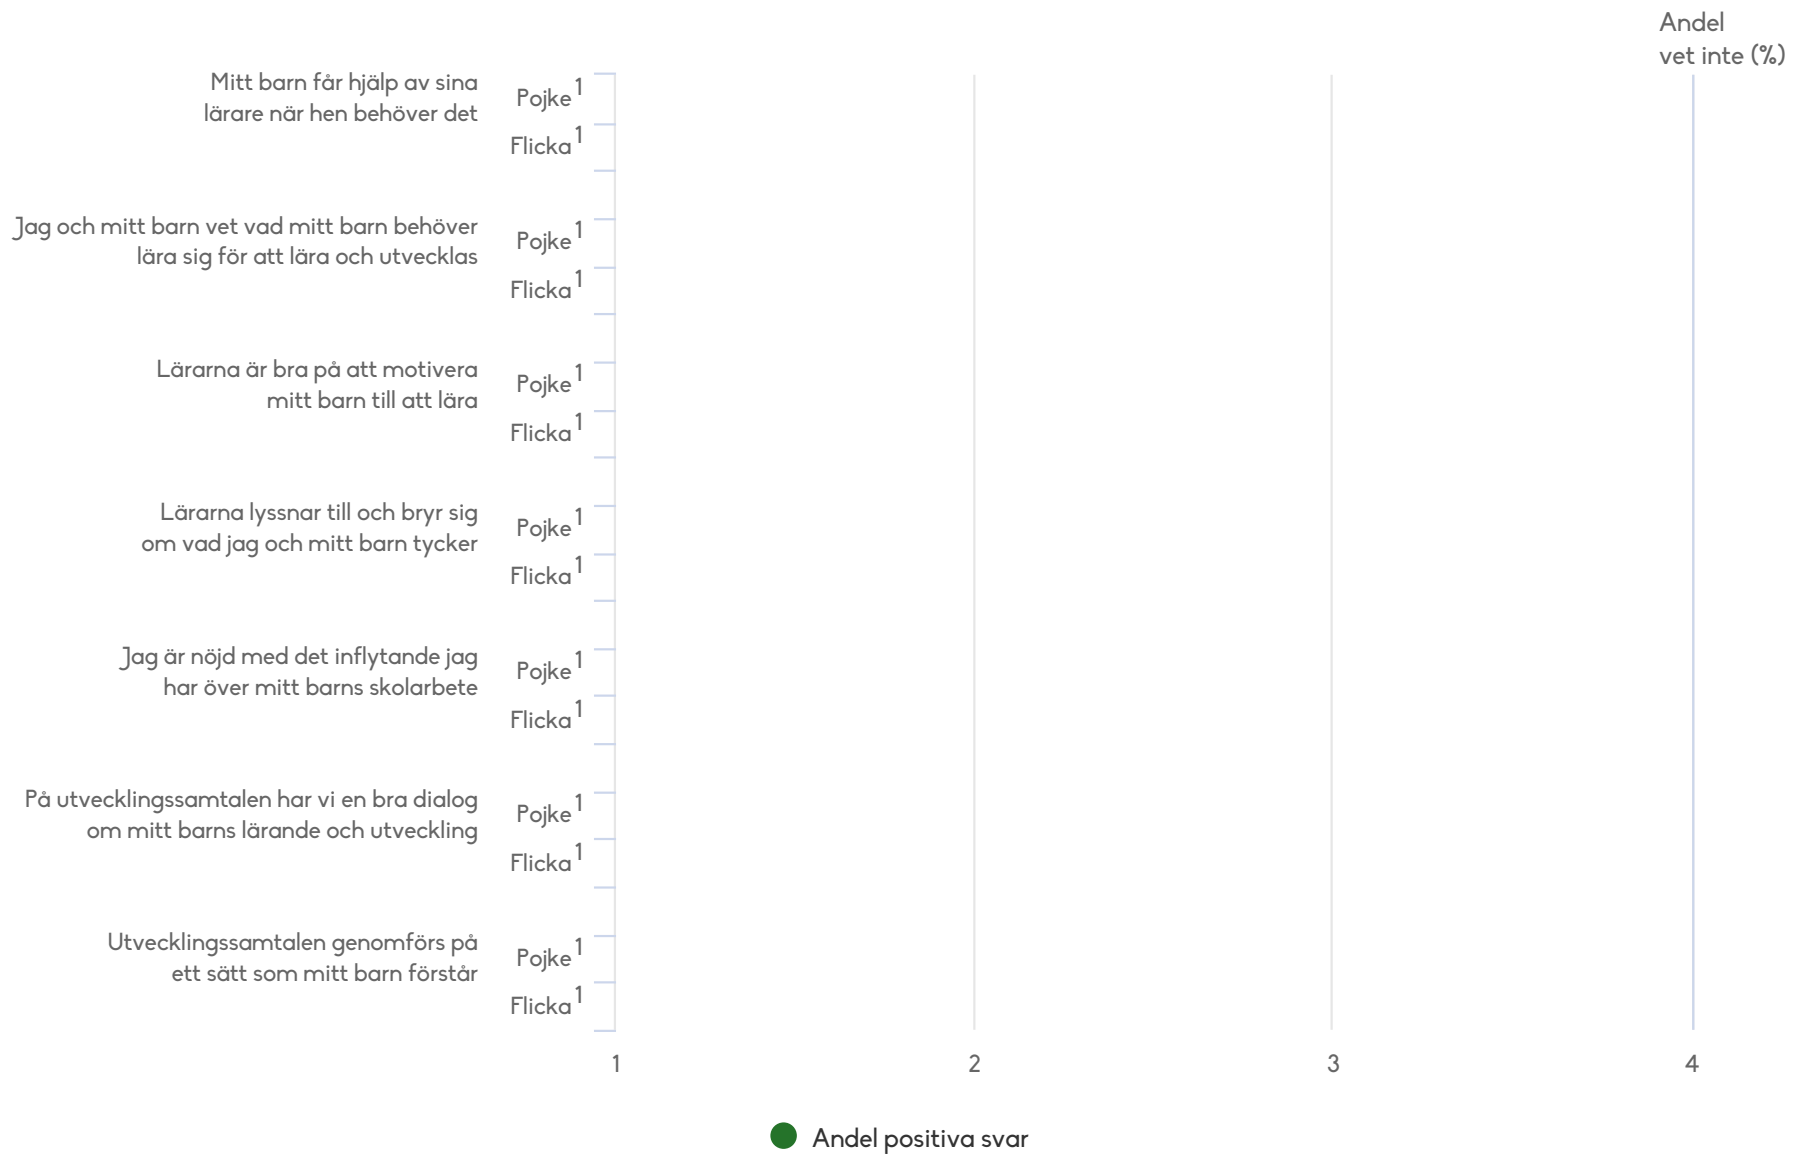 Andel
vet inte (%)
Mitt barn får hjälp av sina
lärare när hen behöver det
Pojke¹
Flicka¹
Jag och mitt barn vet vad mitt barn behöver
lära sig för att lära och utvecklas
Pojke¹
Flicka¹
Lärarna är bra på att motivera
mitt barn till att lära
Pojke¹
Flicka¹
Lärarna lyssnar till och bryr sig
om vad jag och mitt barn tycker
Pojke¹
Flicka¹
Jag är nöjd med det inflytande jag
har över mitt barns skolarbete
Pojke¹
Flicka¹
På utvecklingssamtalen har vi en bra dialog
om mitt barns lärande och utveckling
Pojke¹
Flicka¹
Utvecklingssamtalen genomförs på
ett sätt som mitt barn förstår
Pojke¹
Flicka¹
1 2 3 4
Andel positiva svar